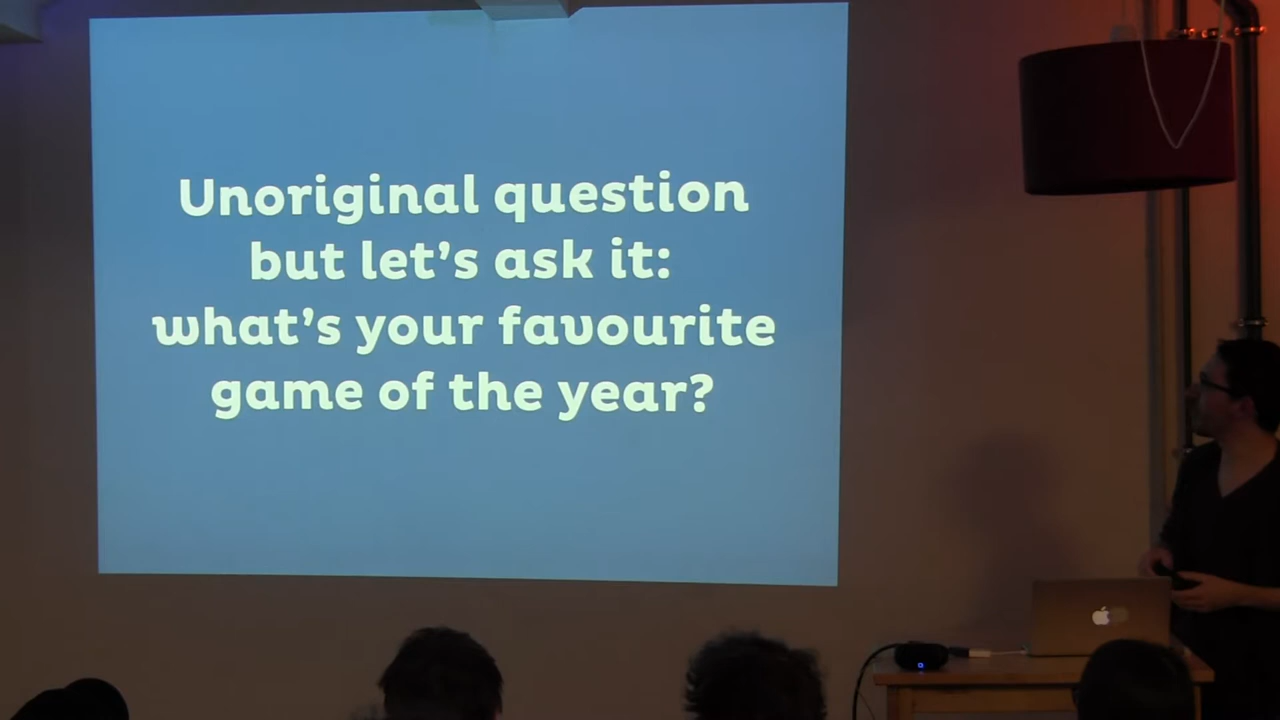 Unoriginal question
but let's ask it:
what's your favourite
game of the year?